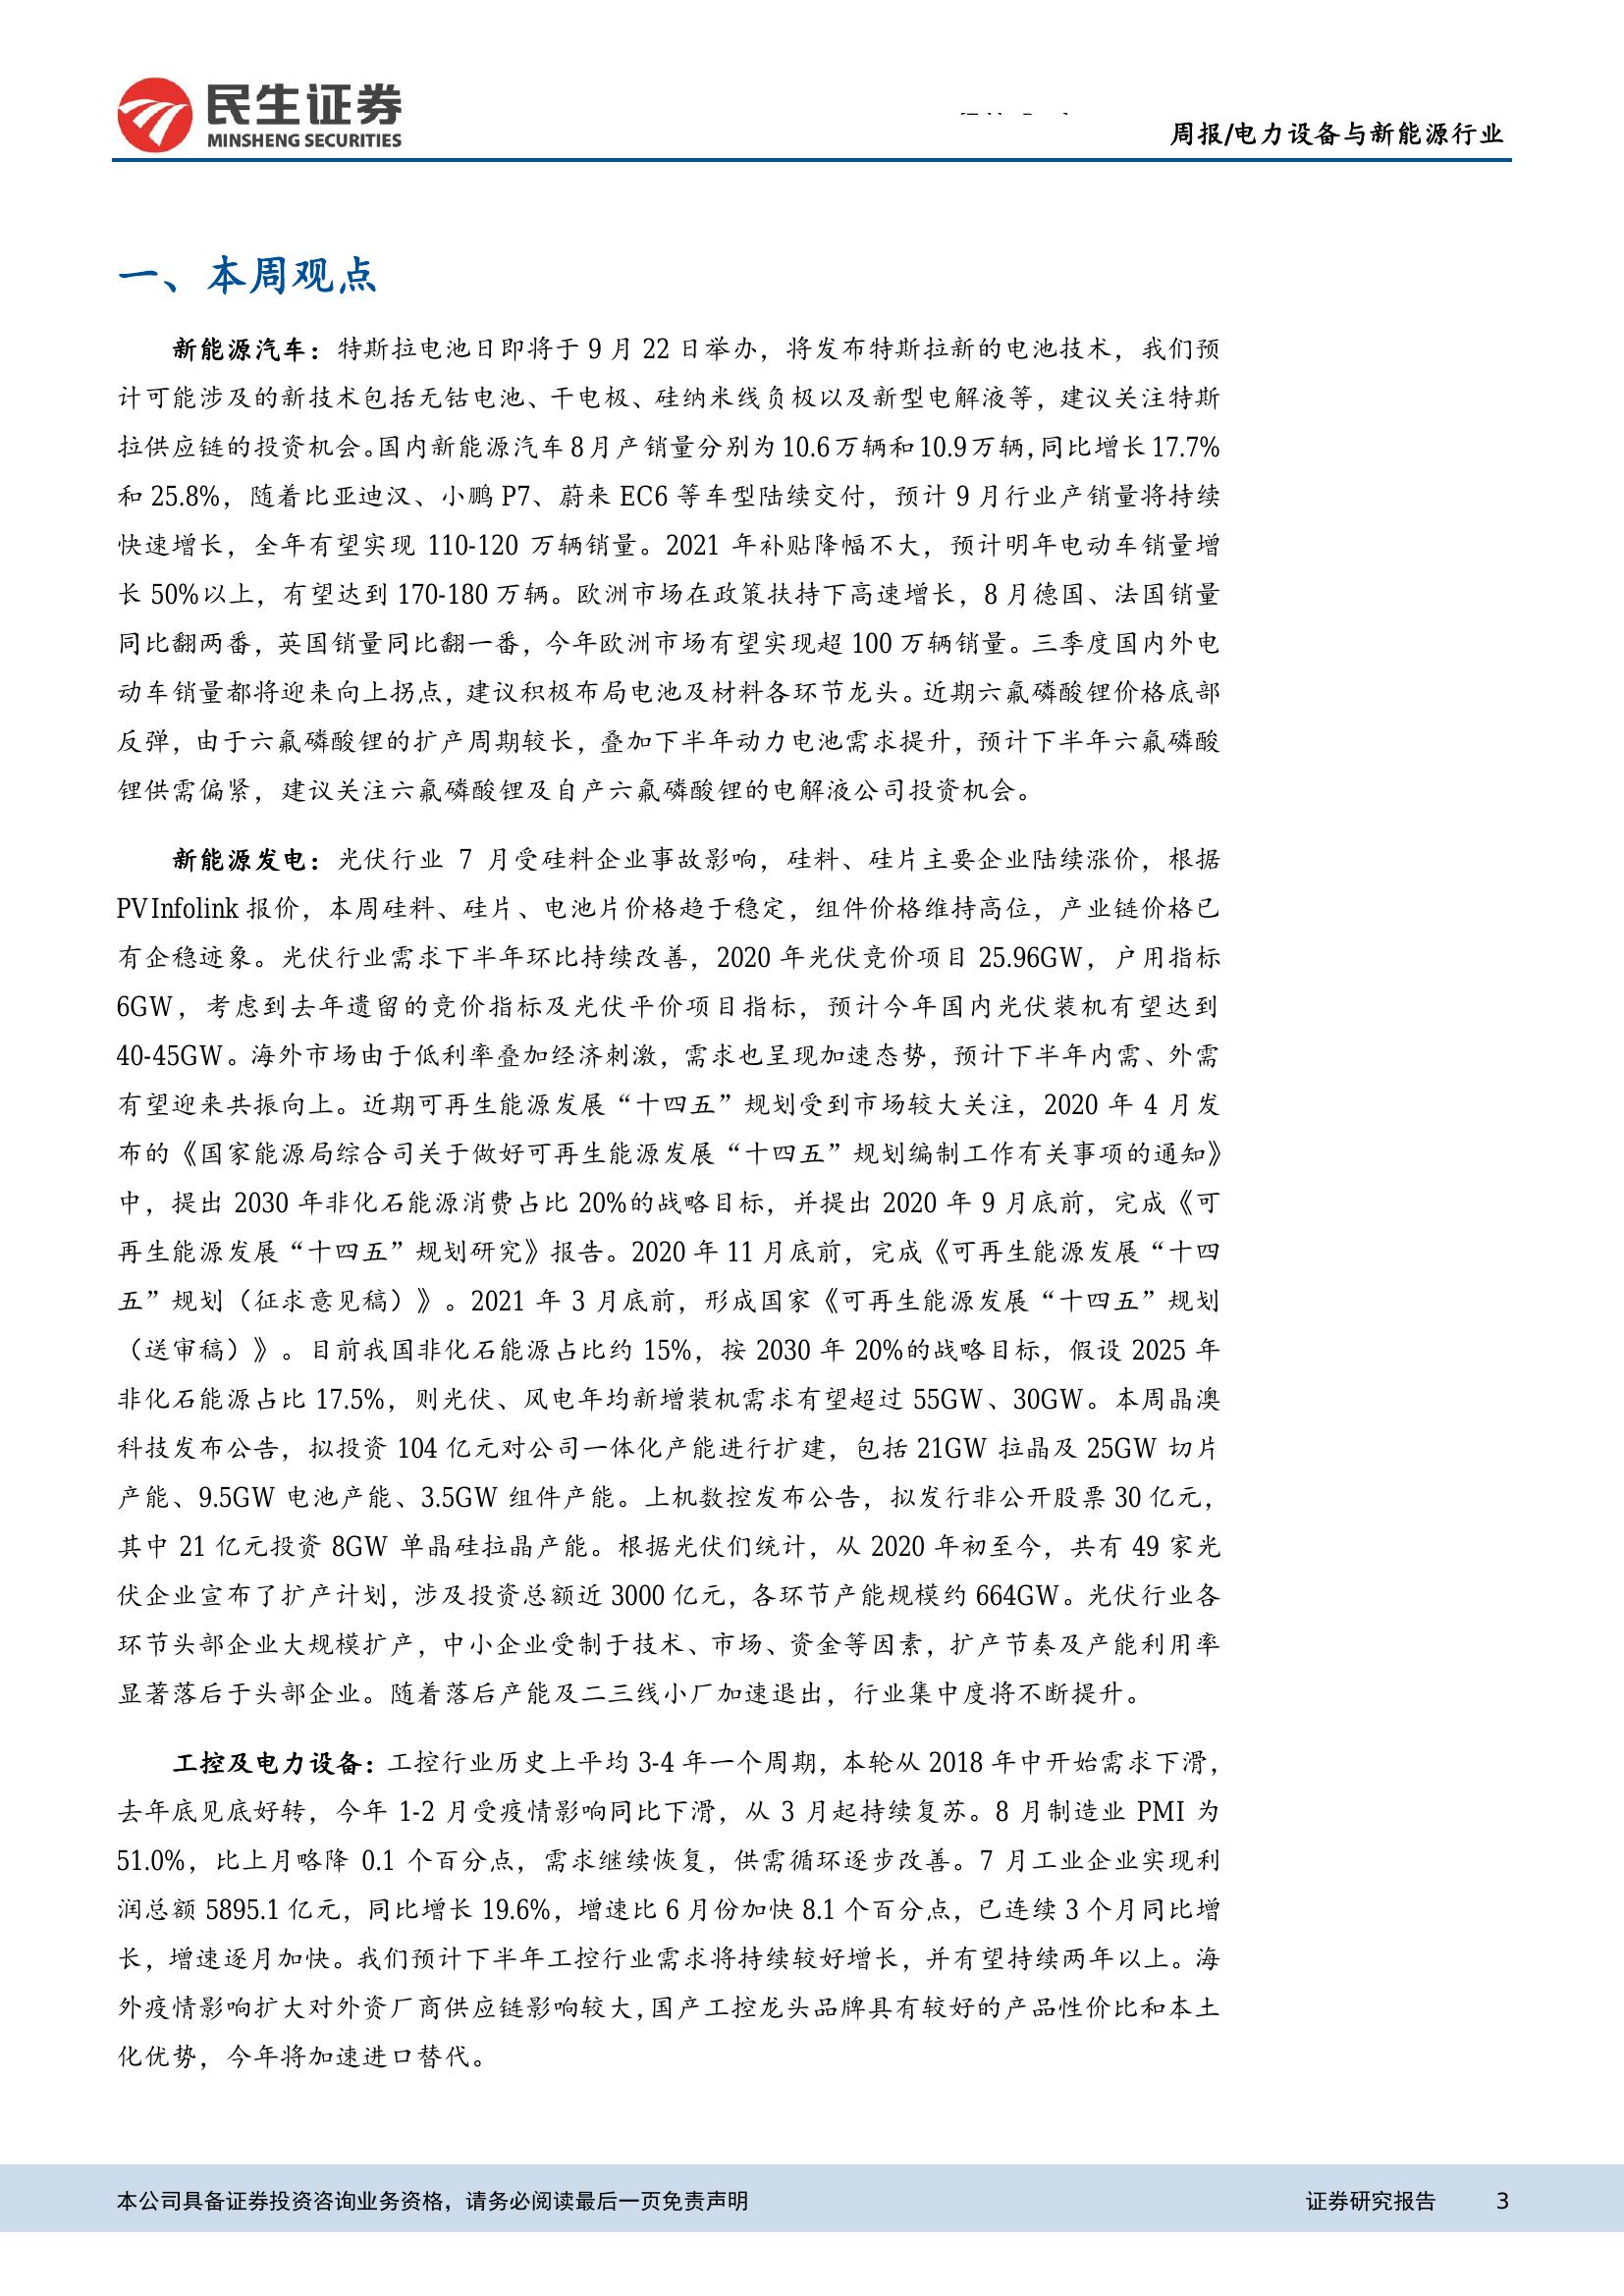 民生证券
MINSHENG SECURITIES
周报/电力设备与新能源行业
一、本周观点
新能源汽车：特斯拉电池日即将于 9 月 22 日举办，将发布特斯拉新的电池技术，我们预
计可能涉及的新技术包括无钴电池、干电极、硅纳米线负极以及新型电解液等，建议关注特斯
拉供应链的投资机会。国内新能源汽车 8 月产销量分别为 10.6 万辆和 10.9 万辆，同比增长 17.7%
和 25.8%，随着比亚迪汉、小鹏 P7、蔚来 EC6 等车型陆续交付，预计 9 月行业产销量将持续
快速增长，全年有望实现 110-120 万辆销量。2021 年补贴降幅不大，预计明年电动车销量增
长 50%以上，有望达到 170-180 万辆。欧洲市场在政策扶持下高速增长，8 月德国、法国销量
同比翻两番，英国销量同比翻一番，今年欧洲市场有望实现超 100 万辆销量。三季度国内外电
动车销量都将迎来向上拐点，建议积极布局电池及材料各环节龙头。近期六氟磷酸锂价格底部
反弹，由于六氟磷酸锂的扩产周期较长，叠加下半年动力电池需求提升，预计下半年六氟磷酸
锂供需偏紧，建议关注六氟磷酸锂及自产六氟磷酸锂的电解液公司投资机会。
新能源发电：光伏行业 7 月受硅料企业事故影响，硅料、硅片主要企业陆续涨价，根据
PVInfolink 报价，本周硅料、硅片、电池片价格趋于稳定，组件价格维持高位，产业链价格已
有企稳迹象。光伏行业需求下半年环比持续改善，2020 年光伏竞价项目 25.96GW，户用指标
6GW，考虑到去年遗留的竞价指标及光伏平价项目指标，预计今年国内光伏装机有望达到
40-45GW。海外市场由于低利率叠加经济刺激，需求也呈现加速态势，预计下半年内需、外需
有望迎来共振向上。近期可再生能源发展“十四五”规划受到市场较大关注，2020 年 4 月发
布的《国家能源局综合司关于做好可再生能源发展“十四五”规划编制工作有关事项的通知》
中，提出 2030 年非化石能源消费占比 20%的战略目标，并提出 2020 年 9 月底前，完成《可
再生能源发展“十四五”规划研究》报告。2020 年 11 月底前，完成《可再生能源发展“十四
五”规划（征求意见稿）》。2021 年 3 月底前，形成国家《可再生能源发展“十四五”规划
（送审稿）》。目前我国非化石能源占比约 15%，按 2030 年 20%的战略目标，假设 2025 年
非化石能源占比 17.5%，则光伏、风电年均新增装机需求有望超过 55GW、30GW。本周晶澳
科技发布公告，拟投资 104 亿元对公司一体化产能进行扩建，包括 21GW 拉晶及 25GW 切片
产能、9.5GW 电池产能、3.5GW 组件产能。上机数控发布公告，拟发行非公开股票 30 亿元，
其中 21 亿元投资 8GW 单晶硅拉晶产能。根据光伏们统计，从 2020 年初至今，共有 49 家光
伏企业宣布了扩产计划，涉及投资总额近 3000 亿元，各环节产能规模约 664GW。光伏行业各
环节头部企业大规模扩产，中小企业受制于技术、市场、资金等因素，扩产节奏及产能利用率
显著落后于头部企业。随着落后产能及二三线小厂加速退出，行业集中度将不断提升。
工控及电力设备：工控行业历史上平均 3-4 年一个周期，本轮从 2018 年中开始需求下滑，
去年底见底好转，今年 1-2 月受疫情影响同比下滑，从 3 月起持续复苏。8 月制造业 PMI 为
51.0%，比上月略降 0.1 个百分点，需求继续恢复，供需循环逐步改善。7 月工业企业实现利
润总额 5895.1 亿元，同比增长 19.6%，增速比 6 月份加快 8.1 个百分点，已连续 3 个月同比增
长，增速逐月加快。我们预计下半年工控行业需求将持续较好增长，并有望持续两年以上。海
外疫情影响扩大对外资厂商供应链影响较大，国产工控龙头品牌具有较好的产品性价比和本土
化优势，今年将加速进口替代。
本公司具备证券投资咨询业务资格，请务必阅读最后一页免责声明
证券研究报告 3